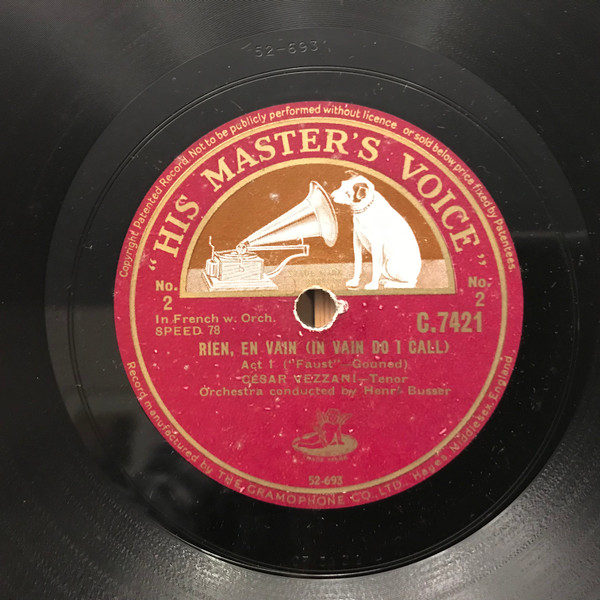 52-693
Copyright Patented Record. Not to be publicly performed without licence or sold below price fixed by Patentees.
"HIS MASTER'S VOICE"
No. 2
No. 2
In French w. Orch.
SPEED 78
C.7421
RIEN, EN VAIN (IN VAIN DO I CALL)
Act 1 ("Faust"—Gounod)
CÉSAR VEZZANI—Tenor
Orchestra conducted by Henri Busser
TRADE MARK
52-693
Record manufactured by THE GRAMOPHONE CO. LTD., Hayes, Middlesex, England.